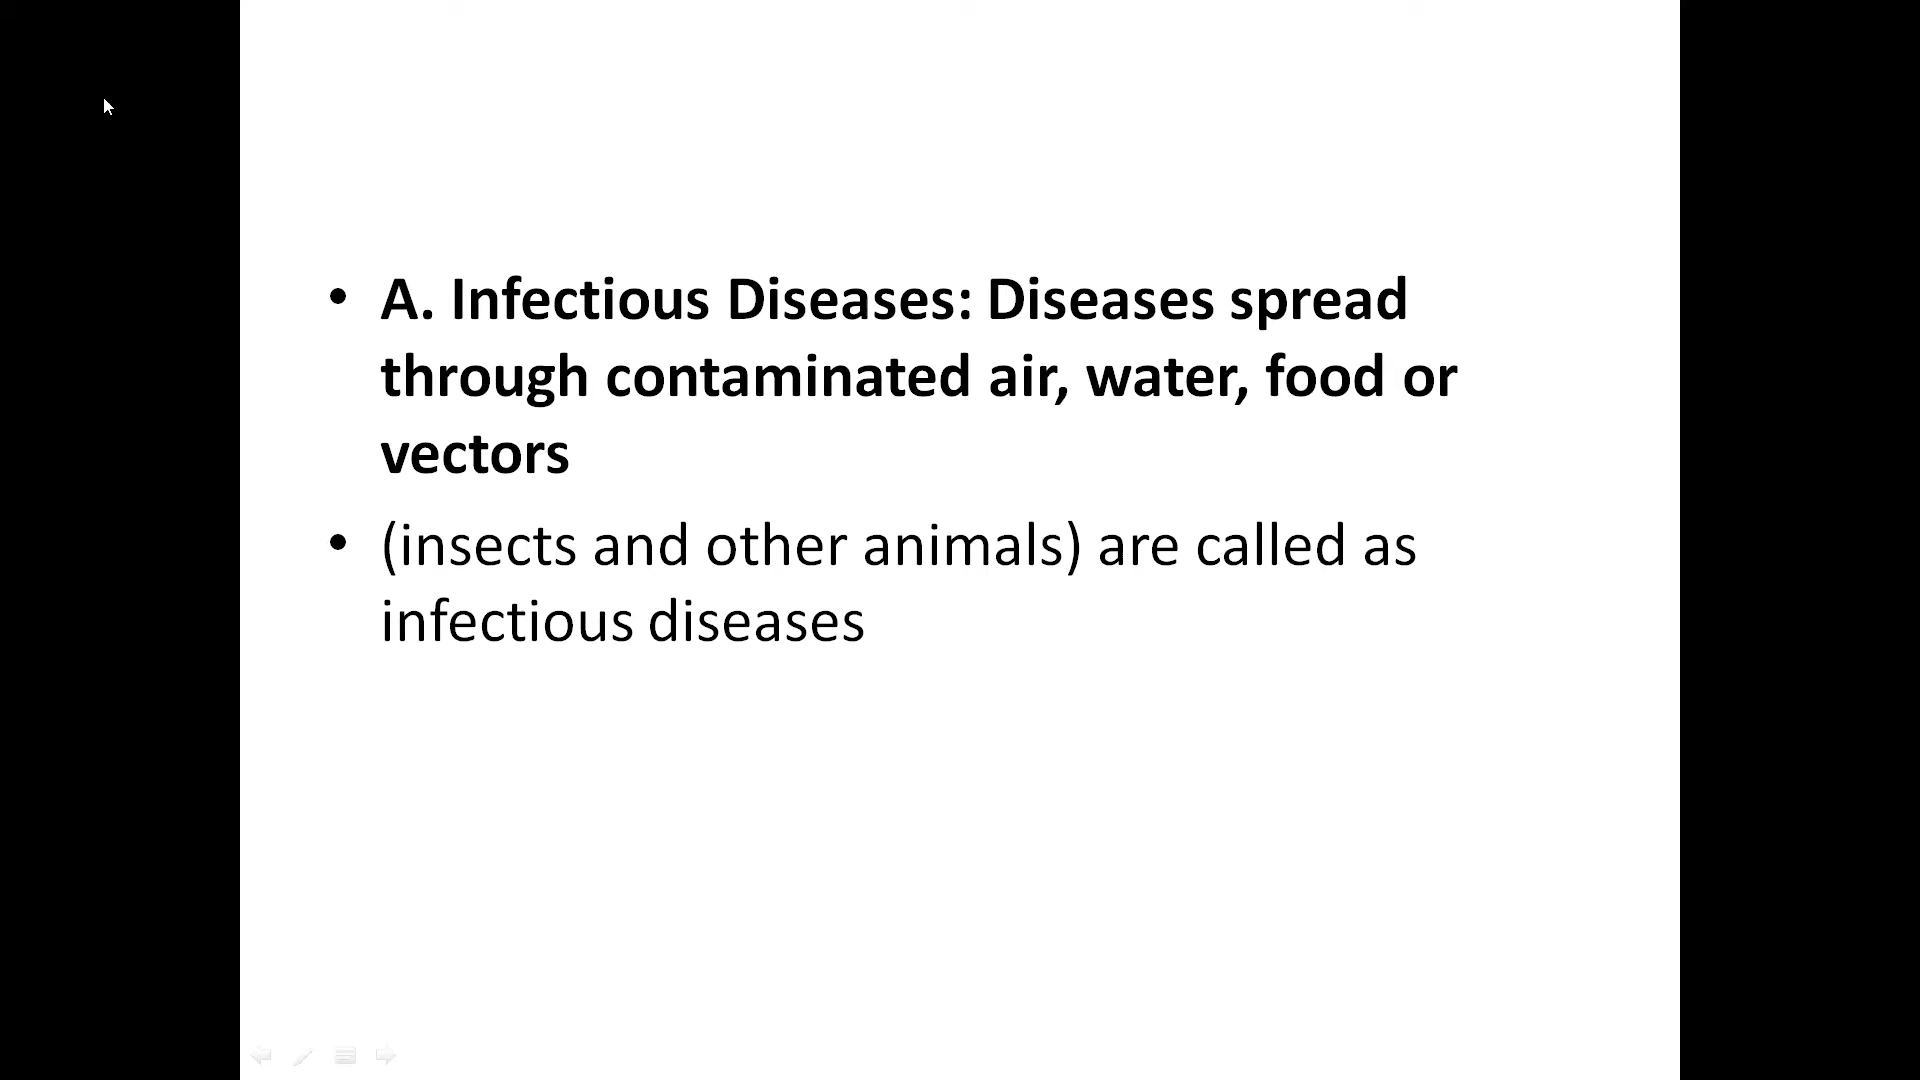 • A. Infectious Diseases: Diseases spread
through contaminated air, water, food or
vectors
• (insects and other animals) are called as
infectious diseases